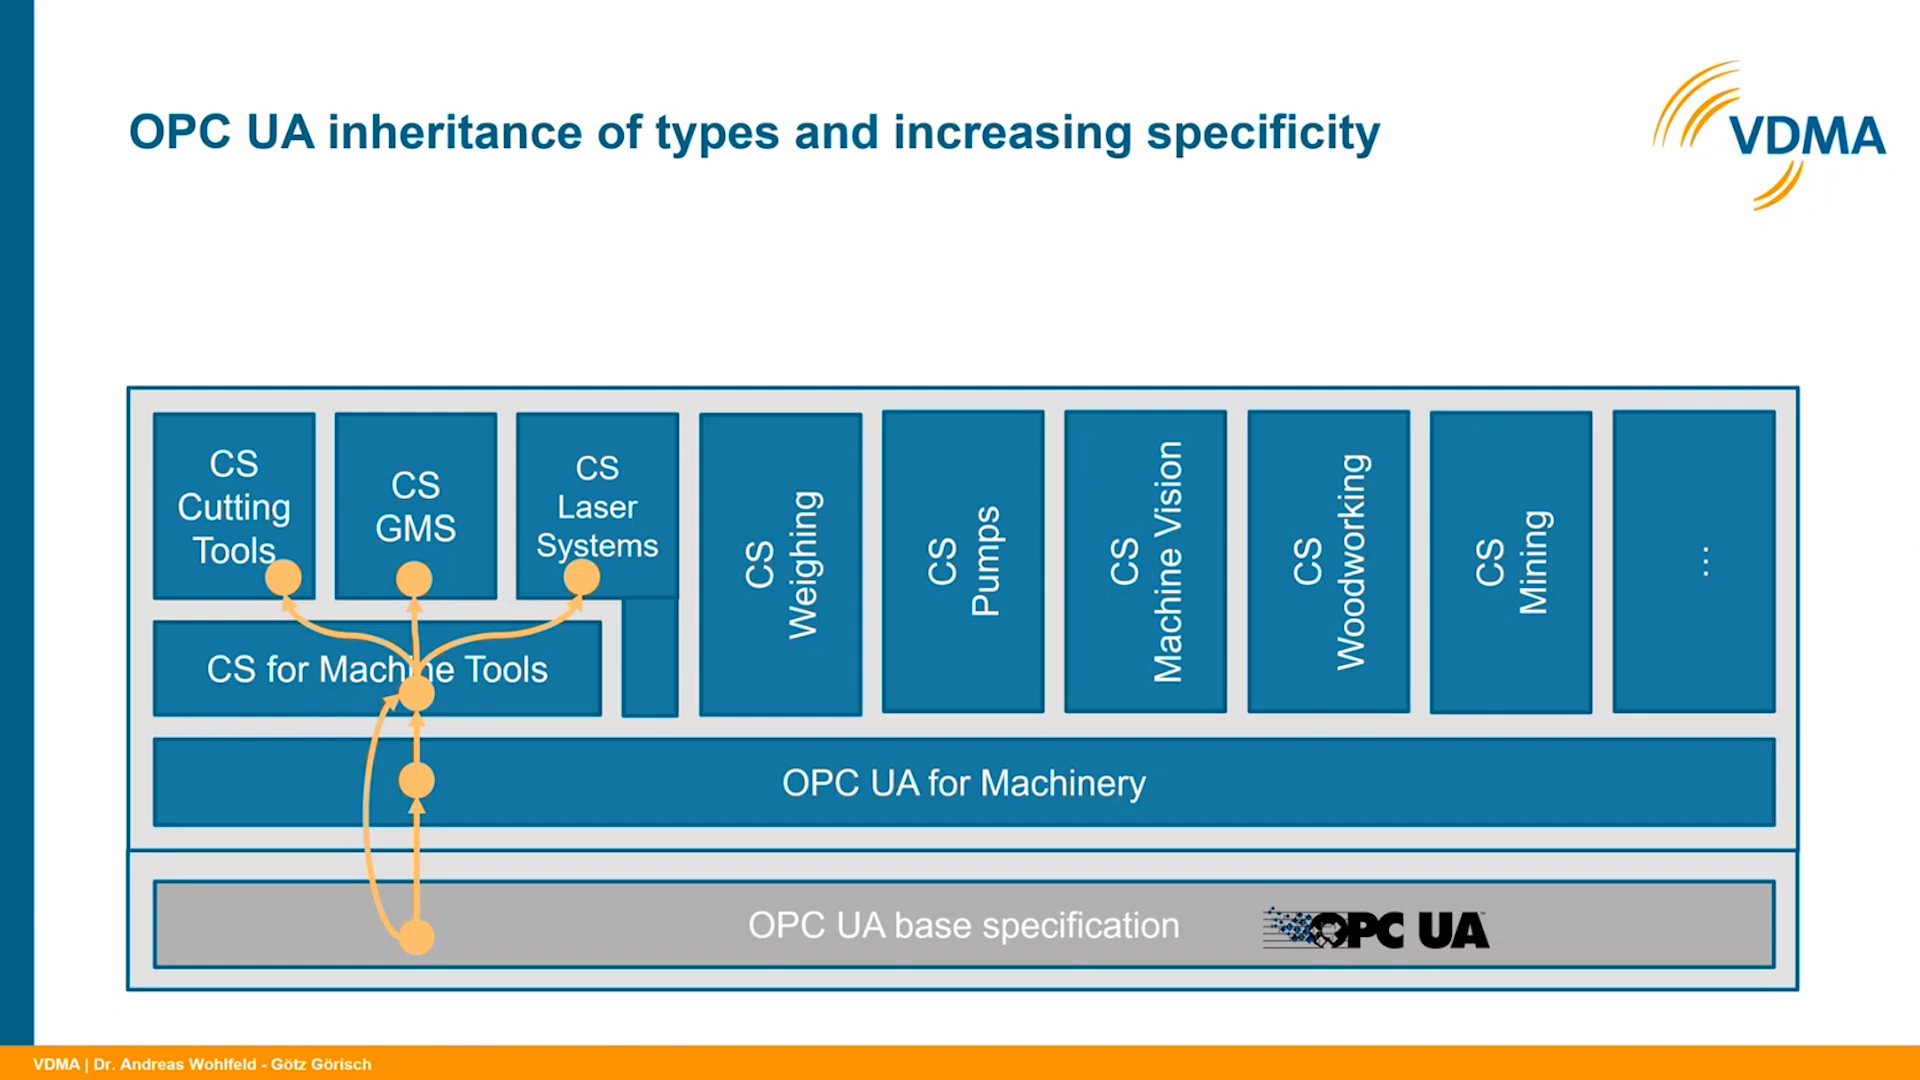 OPC UA inheritance of types and increasing specificity
VDMA
CS
Cutting
Tools
CS
GMS
CS
Laser
Systems
CS
Weighing
CS
Pumps
CS
Machine Vision
CS
Woodworking
CS
Mining
...
CS for Machine Tools
OPC UA for Machinery
OPC UA base specification
OPC UA
VDMA | Dr. Andreas Wohlfeld - Götz Görisch